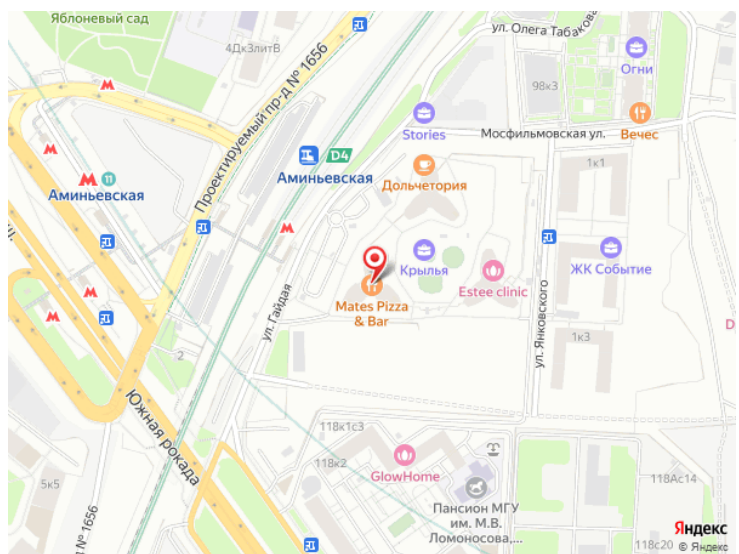 Яблоневый сад
4Дк3литВ
Проектируемый пр-д № 1656
ул. Олега Табакова
Огни
98к3
Stories
Мосфильмовская ул.
Вечес
D4
Аминьевская
11
Аминьевская
Дольчетория
1к1
Крылья
Estee clinic
ЖК Событие
Mates Pizza
& Bar
ул. Гайдая
ул. Янковского
1к3
2
Южная рокада
118к1с3
118к2
GlowHome
118Ас14
5к5
Пансион МГУ
им. М.В.
Ломоносова,...
№ 1656
118с20
Яндекс
© Яндекс